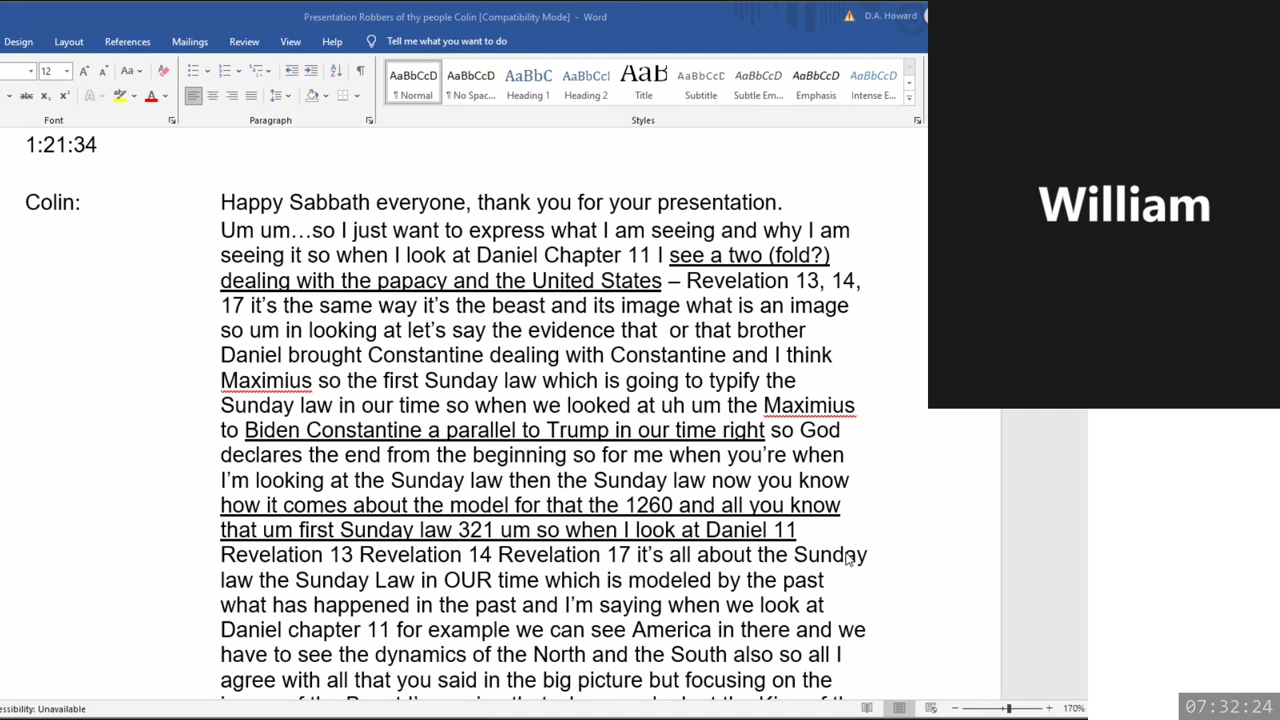 Presentation Robbers of thy people Colin [Compatibility Mode] - Word
D.A. Howard
Design Layout References Mailings Review View Help Tell me what you want to do
12 Aa
AaBbCcD AaBbCcD AaBbC AaBbCcI AaB AaBbCcD AaBbCcD AaBbCcD AaBbCcD
¶ Normal ¶ No Spac... Heading 1 Heading 2 Title Subtitle Subtle Em... Emphasis Intense E...
Font Paragraph Styles
William
1:21:34
Colin: Happy Sabbath everyone, thank you for your presentation.
Um um…so I just want to express what I am seeing and why I am
seeing it so when I look at Daniel Chapter 11 I see a two (fold?)
dealing with the papacy and the United States – Revelation 13, 14,
17 it’s the same way it’s the beast and its image what is an image
so um in looking at let’s say the evidence that or that brother
Daniel brought Constantine dealing with Constantine and I think
Maximius so the first Sunday law which is going to typify the
Sunday law in our time so when we looked at uh um the Maximius
to Biden Constantine a parallel to Trump in our time right so God
declares the end from the beginning so for me when you’re when
I’m looking at the Sunday law then the Sunday law now you know
how it comes about the model for that the 1260 and all you know
that um first Sunday law 321 um so when I look at Daniel 11
Revelation 13 Revelation 14 Revelation 17 it’s all about the Sunday
law the Sunday Law in OUR time which is modeled by the past
what has happened in the past and I’m saying when we look at
Daniel chapter 11 for example we can see America in there and we
have to see the dynamics of the North and the South also so all I
agree with all that you said in the big picture but focusing on the
ssibility: Unavailable
170%
07:32:24